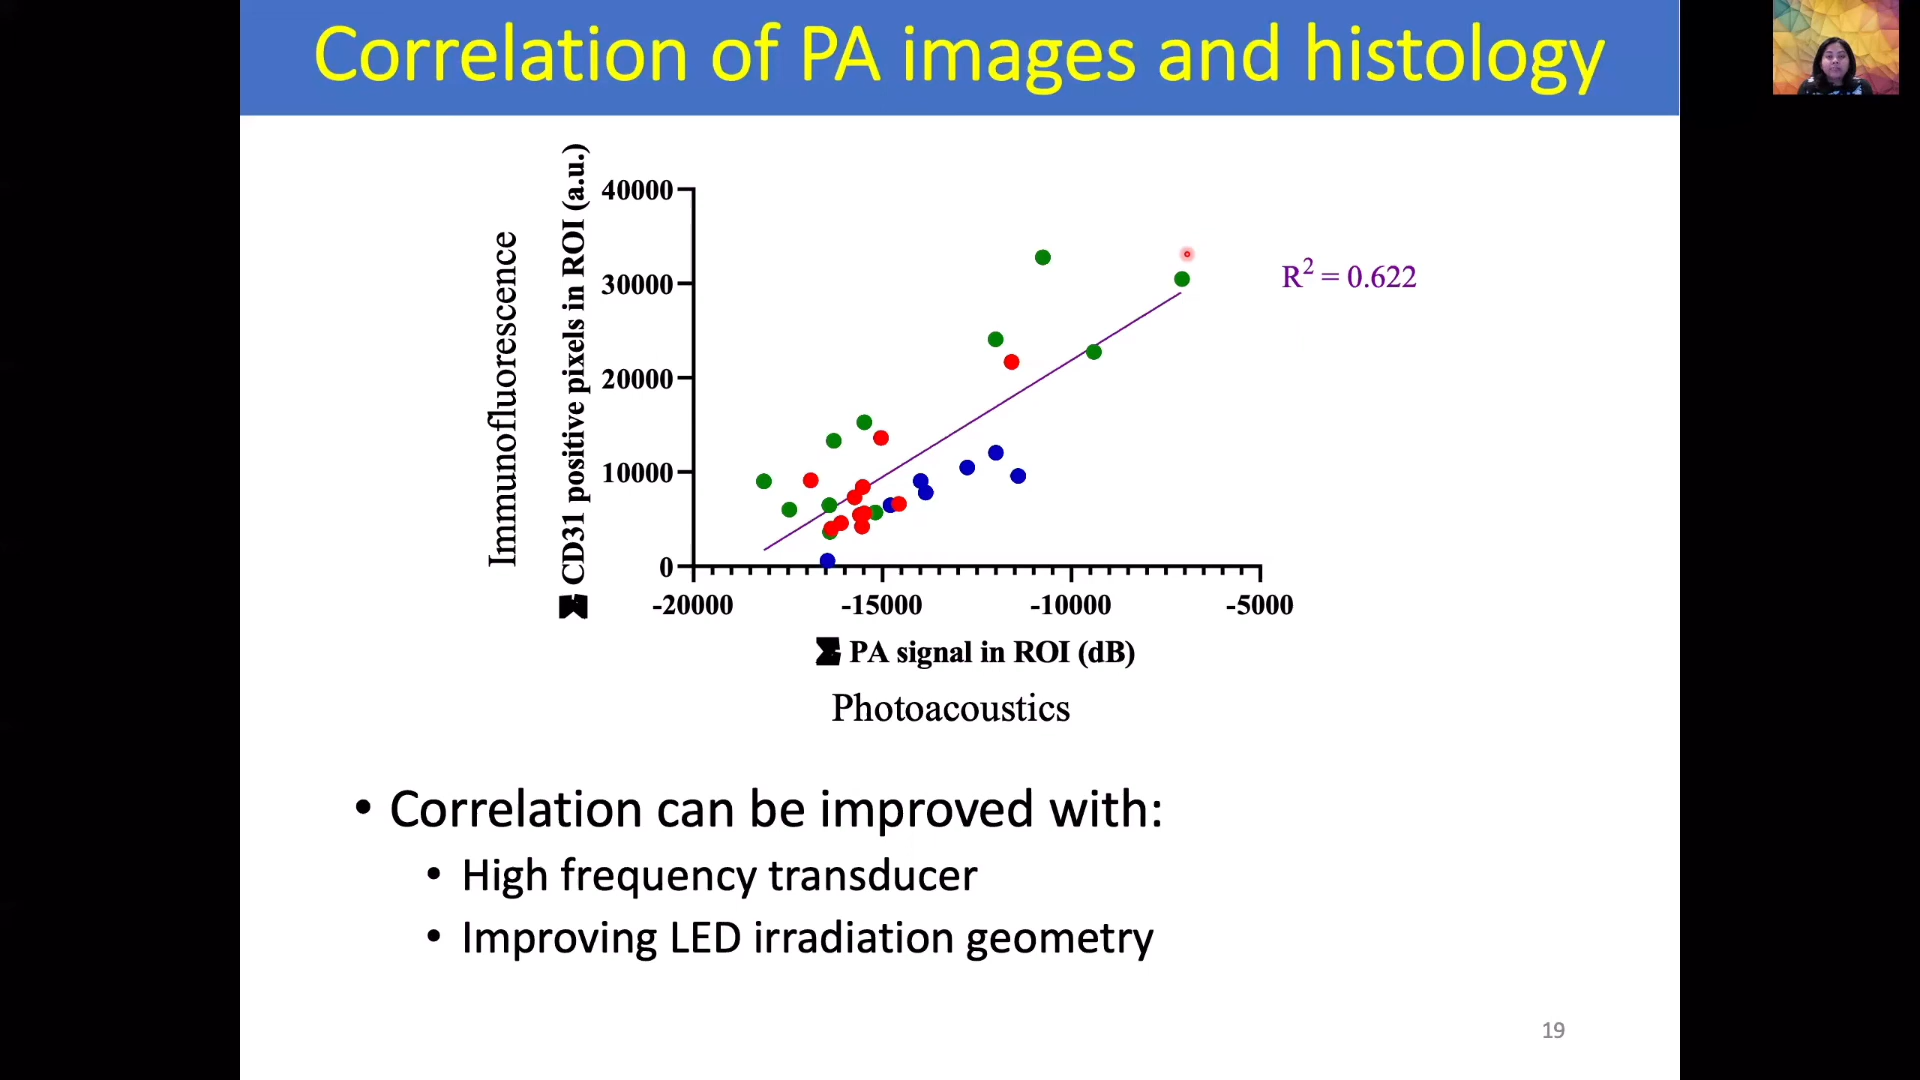 Correlation of PA images and histology
Immunofluorescence
Σ CD31 positive pixels in ROI (a.u.)
40000
30000
20000
10000
0
-20000 -15000 -10000 -5000
R² = 0.622
Σ PA signal in ROI (dB)
Photoacoustics
• Correlation can be improved with:
• High frequency transducer
• Improving LED irradiation geometry
19